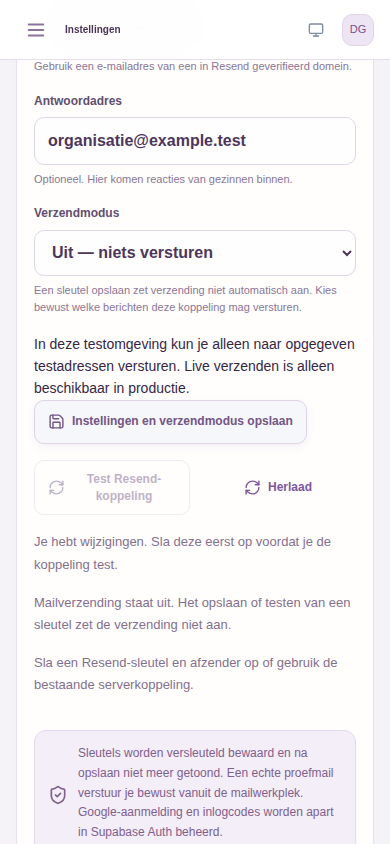 Instellingen
DG
Gebruik een e-mailadres van een in Resend geverifieerd domein.
Antwoordadres
organisatie@example.test
Optioneel. Hier komen reacties van gezinnen binnen.
Verzendmodus
Uit — niets versturen
Een sleutel opslaan zet verzending niet automatisch aan. Kies
bewust welke berichten deze koppeling mag versturen.
In deze testomgeving kun je alleen naar opgegeven
testadressen versturen. Live verzenden is alleen
beschikbaar in productie.
Instellingen en verzendmodus opslaan
Test Resend-
koppeling
Herlaad
Je hebt wijzigingen. Sla deze eerst op voordat je de
koppeling test.
Mailverzending staat uit. Het opslaan of testen van een
sleutel zet de verzending niet aan.
Sla een Resend-sleutel en afzender op of gebruik de
bestaande serverkoppeling.
Sleutels worden versleuteld bewaard en na
opslaan niet meer getoond. Een echte proefmail
verstuur je bewust vanuit de mailwerkplek.
Google-aanmelding en inlogcodes worden apart
in Supabase Auth beheerd.